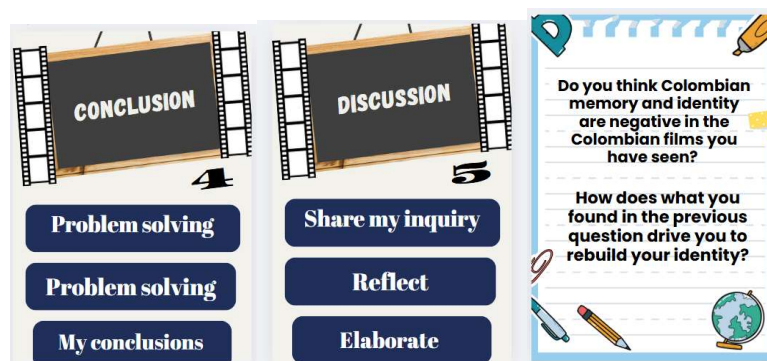 CONCLUSION
4
Problem solving
Problem solving
My conclusions
DISCUSSION
5
Share my inquiry
Reflect
Elaborate
Do you think Colombian
memory and identity
are negative in the
Colombian films you
have seen?
How does what you
found in the previous
question drive you to
rebuild your identity?